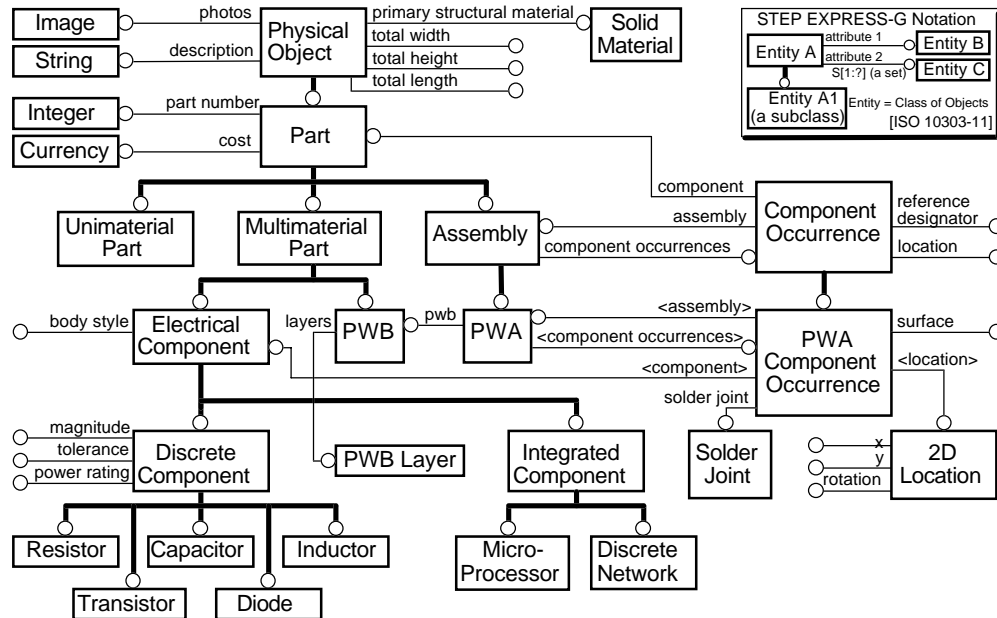 Image
photos
Physical
Object
primary structural material
Solid
Material
String
description
total width
total height
total length
STEP EXPRESS-G Notation
Entity A
attribute 1
Entity B
attribute 2
S[1:?] (a set)
Entity C
Entity A1
(a subclass)
Entity = Class of Objects
[ISO 10303-11]
Integer
part number
Part
Currency
cost
component
Unimaterial
Part
Multimaterial
Part
Assembly
assembly
component occurrences
Component
Occurrence
reference
designator
location
body style
Electrical
Component
layers
PWB
pwb
PWA
<assembly>
<component occurrences>
<component>
PWA
Component
Occurrence
surface
<location>
solder joint
magnitude
tolerance
power rating
Discrete
Component
PWB Layer
Integrated
Component
Solder
Joint
x
y
rotation
2D
Location
Resistor
Capacitor
Inductor
Transistor
Diode
Micro-
Processor
Discrete
Network